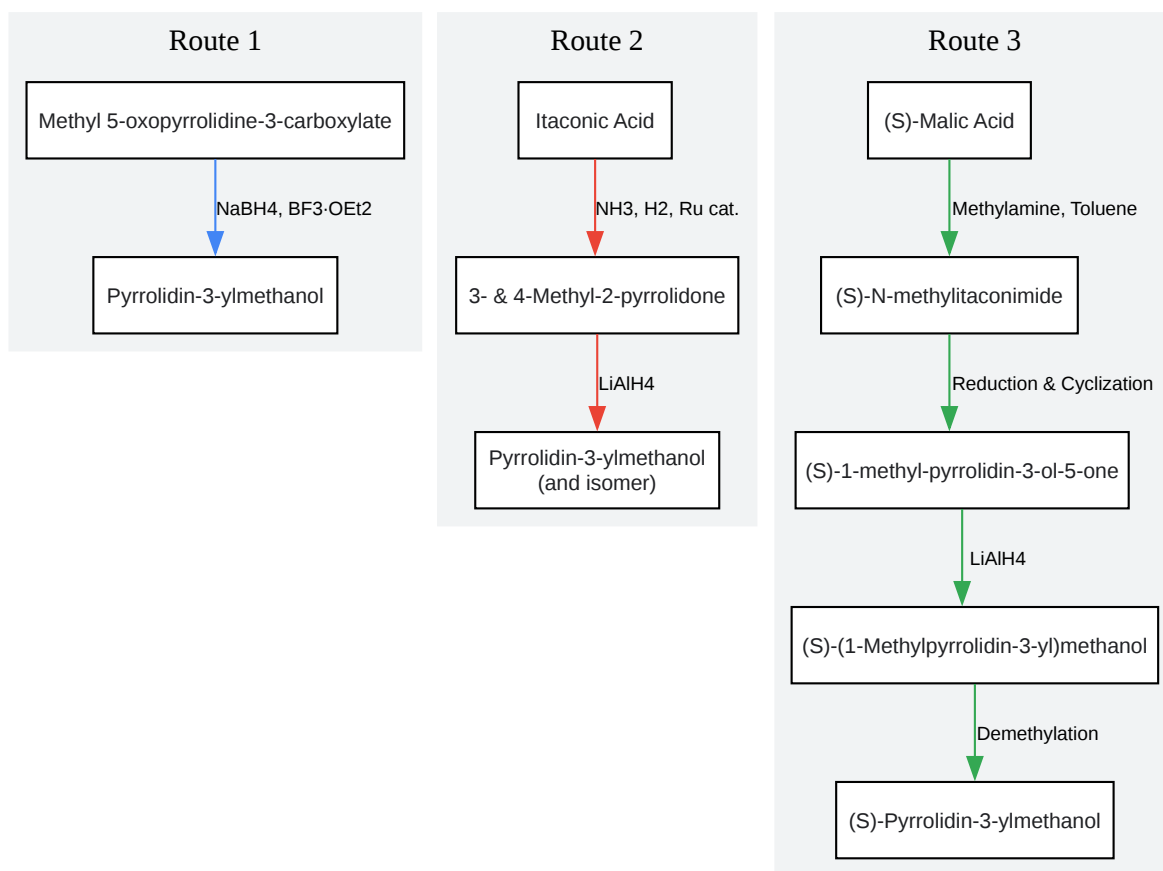 Route 1
Methyl 5-oxopyrrolidine-3-carboxylate
NaBH4, BF3·OEt2
Pyrrolidin-3-ylmethanol
Route 2
Itaconic Acid
NH3, H2, Ru cat.
3- & 4-Methyl-2-pyrrolidone
LiAlH4
Pyrrolidin-3-ylmethanol
(and isomer)
Route 3
(S)-Malic Acid
Methylamine, Toluene
(S)-N-methylitaconimide
Reduction & Cyclization
(S)-1-methyl-pyrrolidin-3-ol-5-one
LiAlH4
(S)-(1-Methylpyrrolidin-3-yl)methanol
Demethylation
(S)-Pyrrolidin-3-ylmethanol